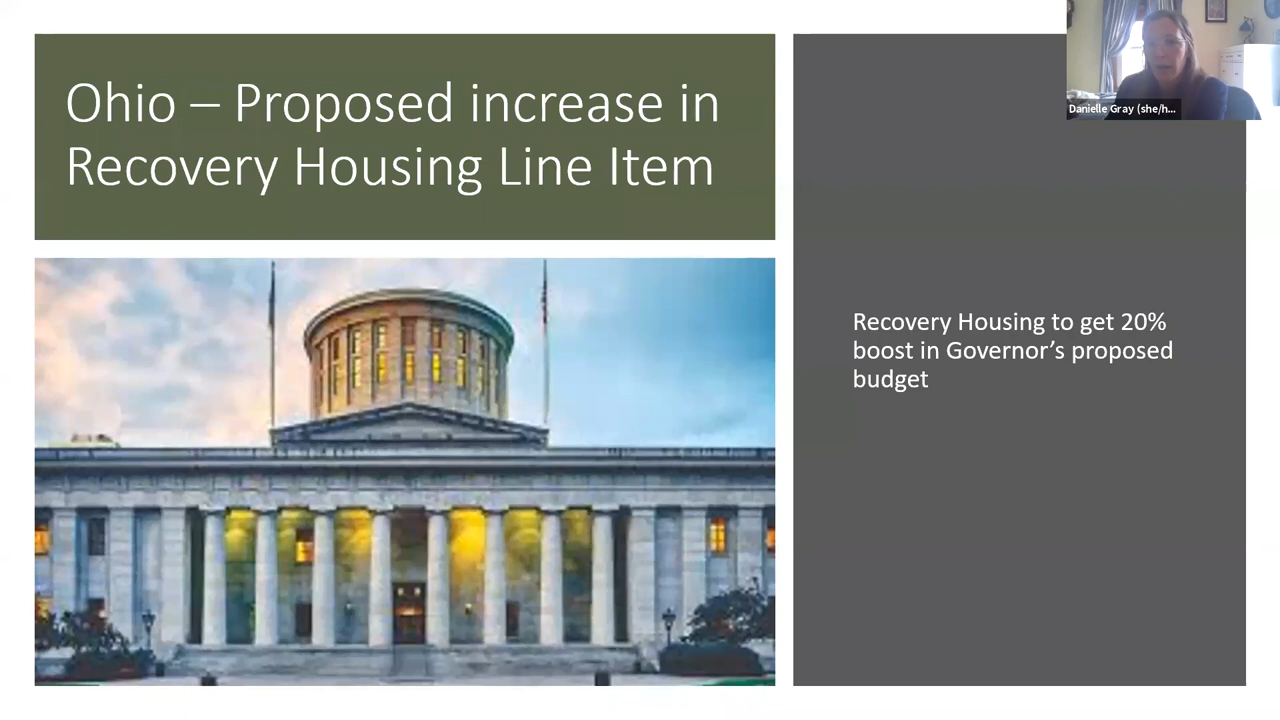 Ohio – Proposed increase in
Recovery Housing Line Item
Recovery Housing to get 20%
boost in Governor’s proposed
budget
Danielle Gray (she/h...